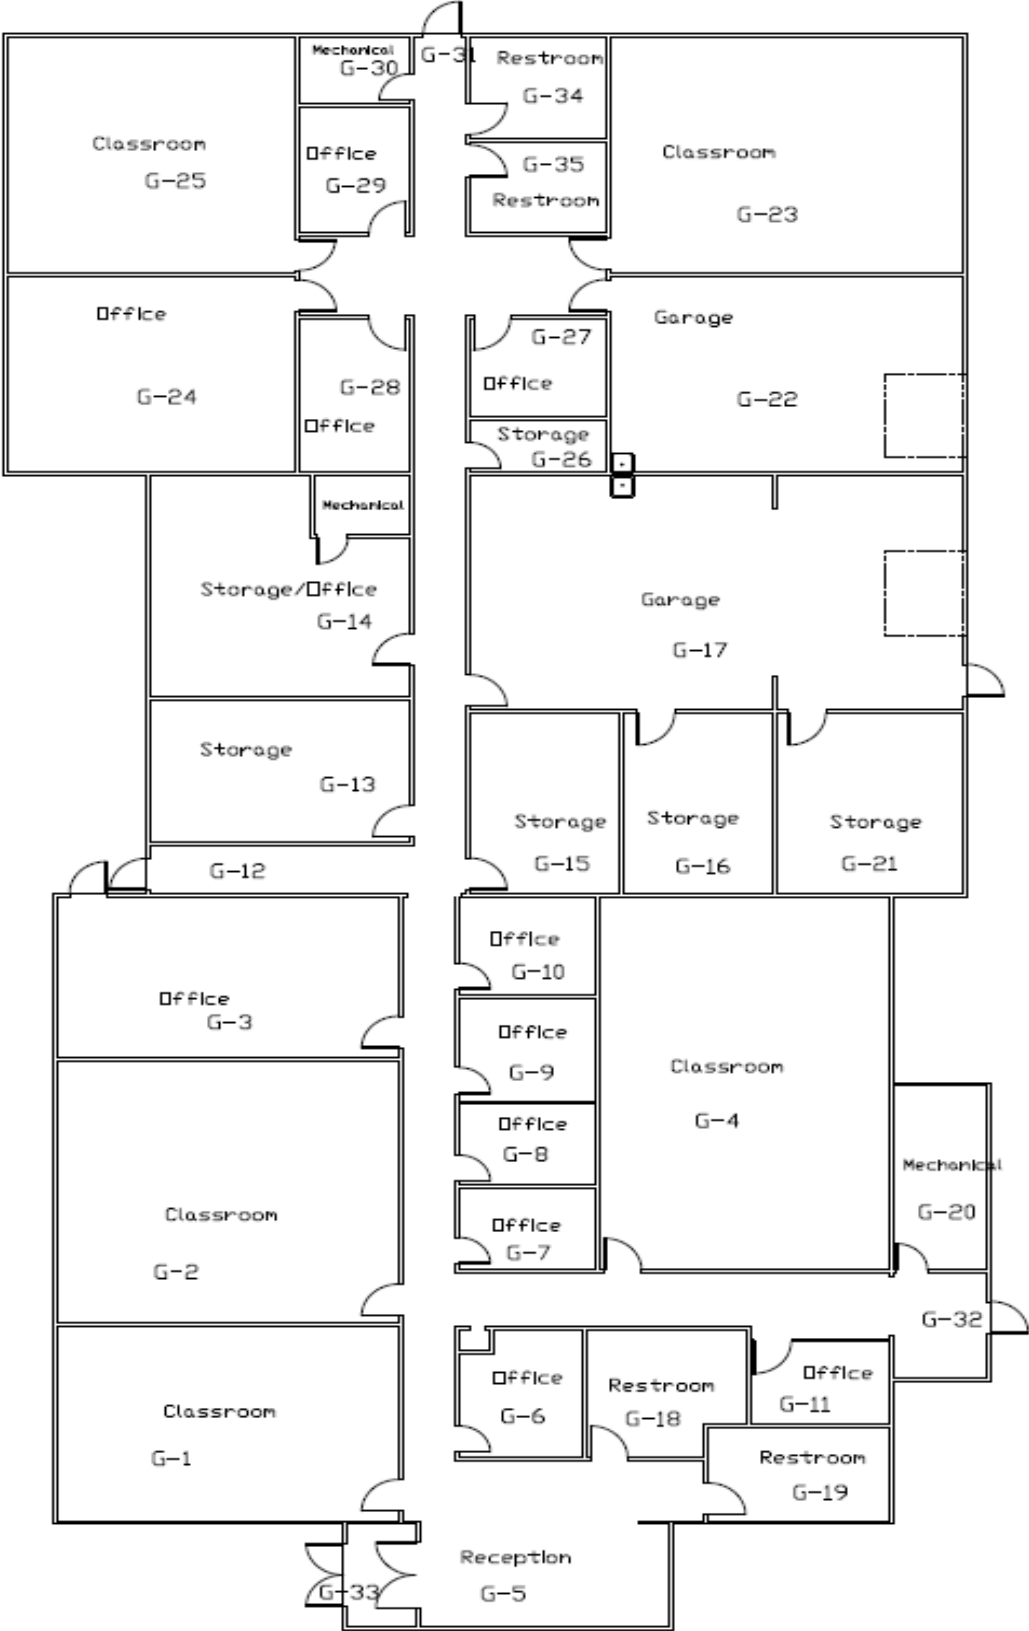 Mechanical
G-30
G-31
Restroom
G-34
Classroom
G-25
Office
G-29
G-35
Restroom
Classroom
G-23
Office
G-24
G-28
Office
G-27
Office
Garage
G-22
Storage
G-26
Mechanical
Storage/Office
G-14
Garage
G-17
Storage
G-13
Storage
G-15
Storage
G-16
Storage
G-21
G-12
Office
G-3
Office
G-10
Office
G-9
Classroom
G-4
Office
G-8
Mechanical
G-20
Classroom
G-2
Office
G-7
G-32
Office
G-6
Restroom
G-18
Office
G-11
Classroom
G-1
Restroom
G-19
Reception
G-5
G-33